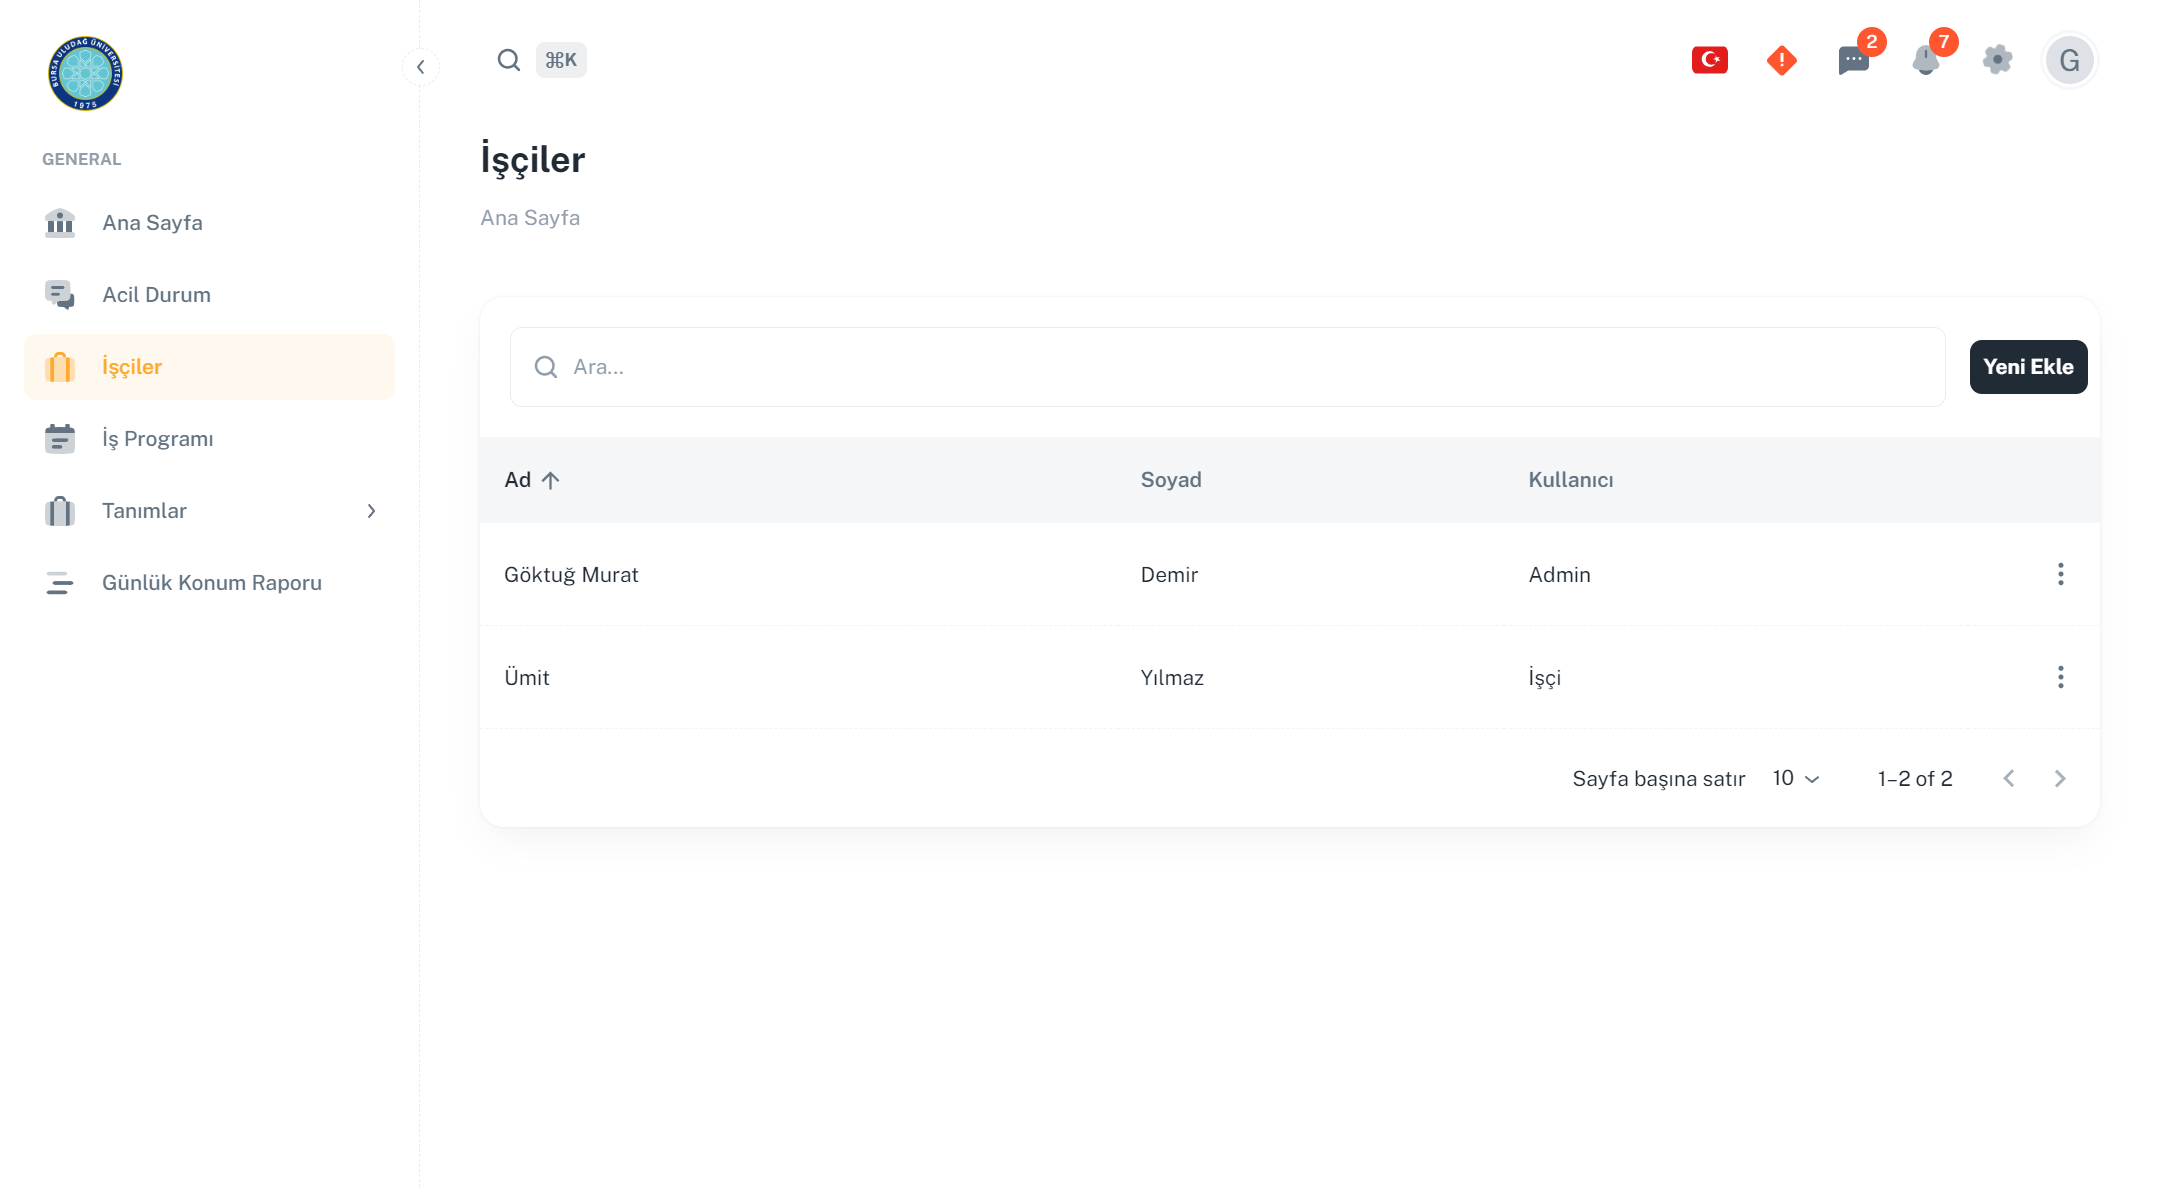 BURSA ULUDAĞ ÜNİVERSİTESİ
1975
⌘K
2
7
G
GENERAL
Ana Sayfa
Acil Durum
İşçiler
İş Programı
Tanımlar
Günlük Konum Raporu
İşçiler
Ana Sayfa
Ara...
Yeni Ekle
Ad Soyad Kullanıcı
Göktuğ Murat Demir Admin
Ümit Yılmaz İşçi
Sayfa başına satır 10 1–2 of 2